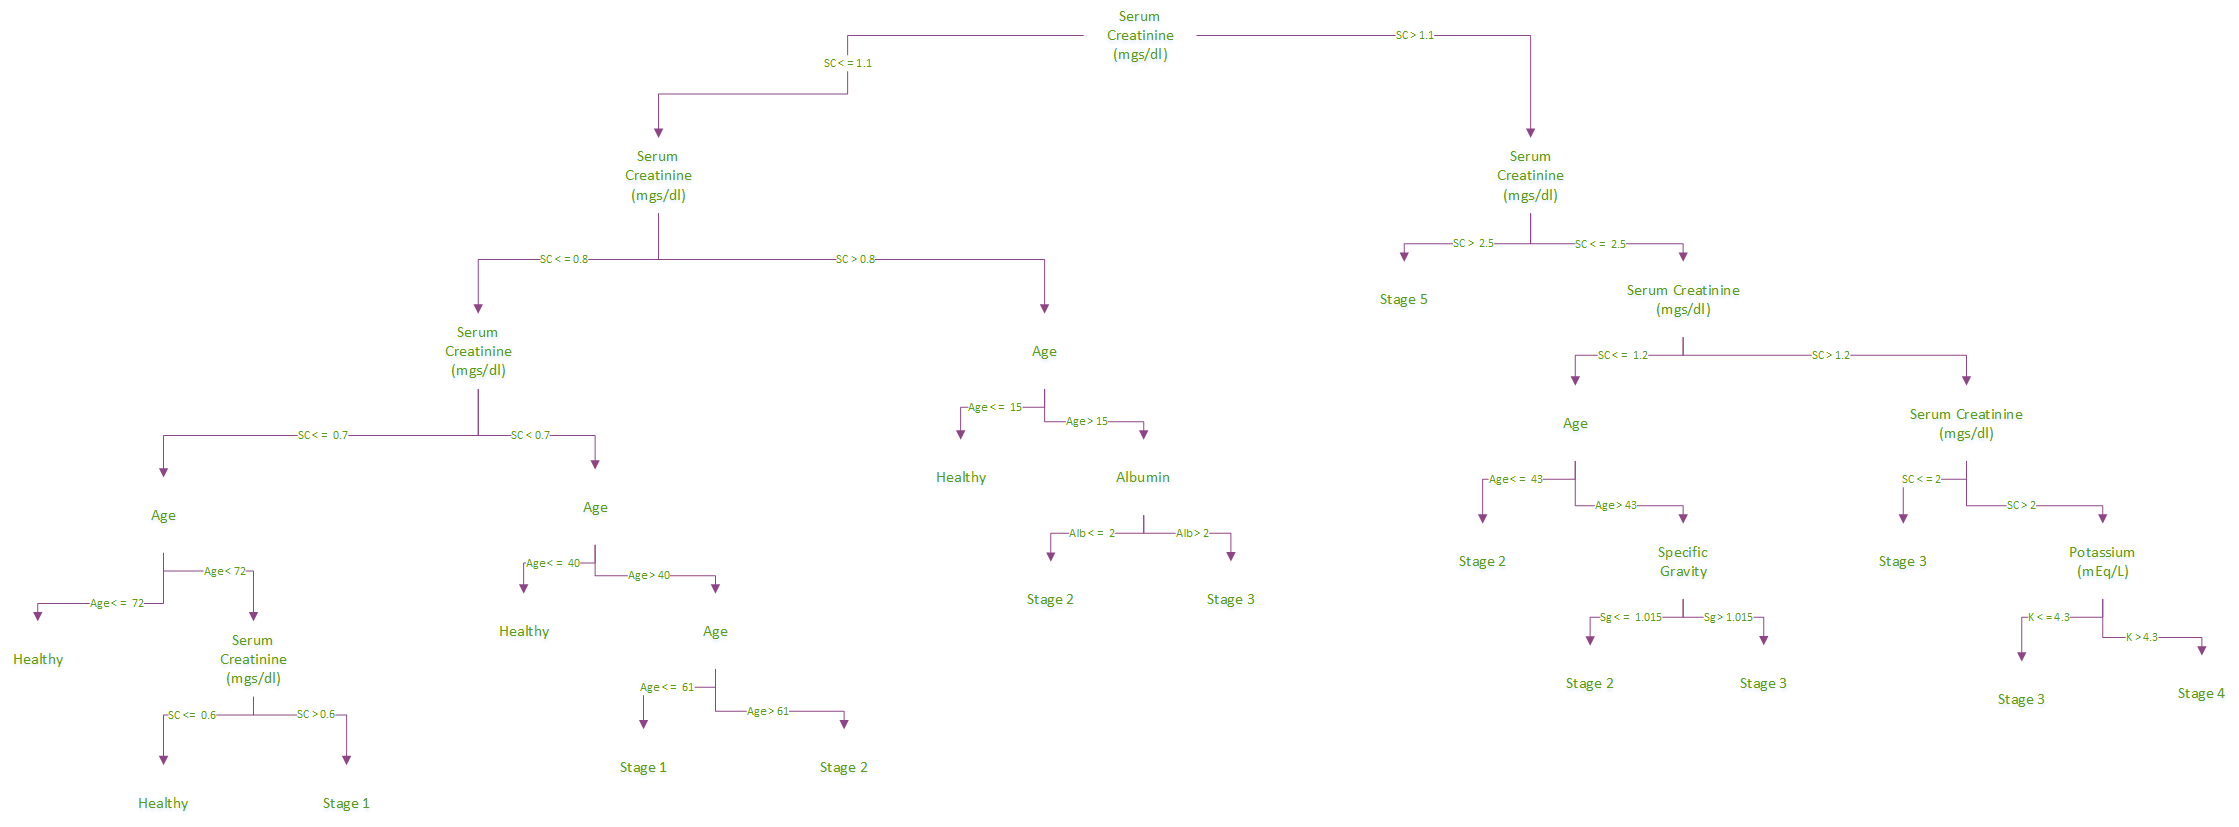 Serum
Creatinine
(mgs/dl)
SC<= 1.1
SC> 1.1
Serum
Creatinine
(mgs/dl)
Serum
Creatinine
(mgs/dl)
SC <= 0.8
SC > 0.8
SC > 2.5
SC <= 2.5
Stage 5
Serum Creatinine
(mgs/dl)
Serum
Creatinine
(mgs/dl)
Age
SC<= 1.2
SC> 1.2
Age<= 15
Age> 15
Age
Serum Creatinine
(mgs/dl)
SC<= 0.7
SC < 0.7
Healthy
Albumin
Age<= 43
Age> 43
SC <= 2
SC> 2
Age
Age
Alb<= 2
Alb> 2
Stage 2
Specific
Gravity
Stage 3
Potassium
(mEq/L)
Age< 72
Age<= 72
Age<= 40
Age> 40
Stage 2
Stage 3
Sg<= 1.015
Sg> 1.015
K <= 4.3
K > 4.3
Healthy
Serum
Creatinine
(mgs/dl)
Healthy
Age
Stage 2
Stage 3
Stage 3
Stage 4
SC <= 0.6
SC > 0.6
Age<= 61
Age> 61
Stage 1
Stage 2
Healthy
Stage 1